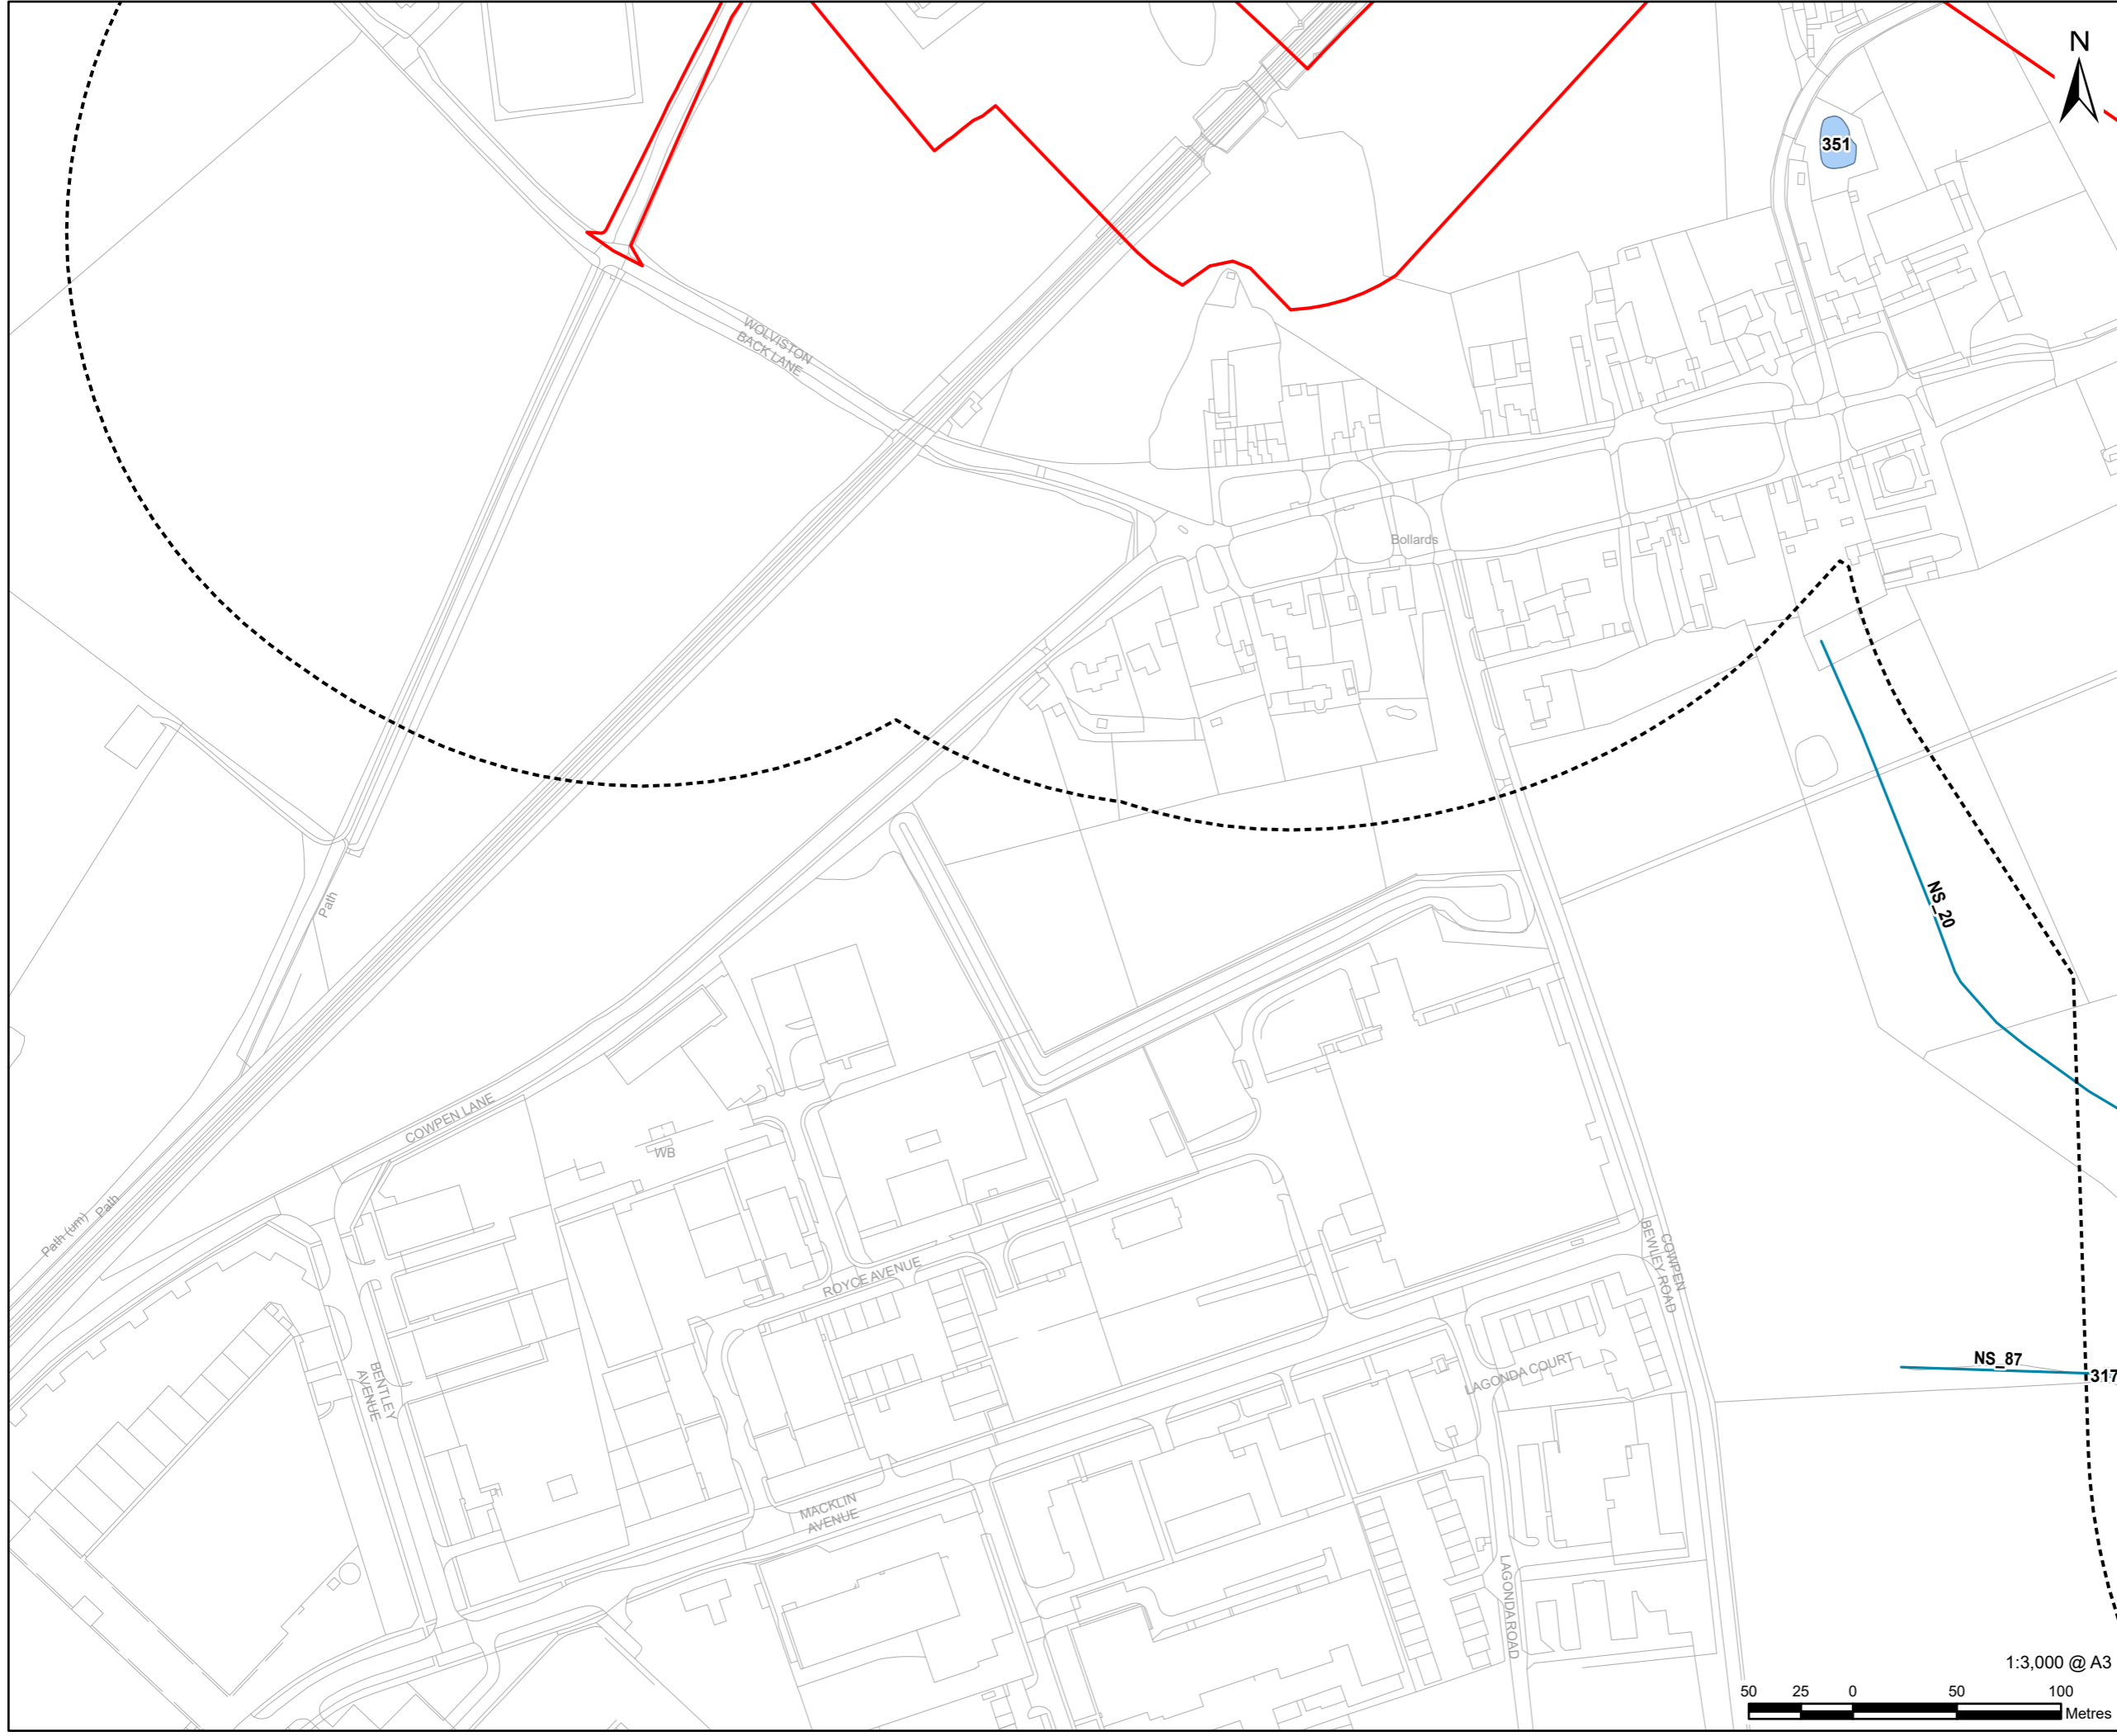 N
351
WOLVISTON
BACK LANE
Bollards
NS_20
Path
COWPEN LANE
WB
Path (um)
Path
ROYCE AVENUE
COWPEN
BEWLEY ROAD
BENTLEY
AVENUE
LAGONDA COURT
NS_87
317
MACKLIN
AVENUE
LAGONDA ROAD
1:3,000 @ A3
50 25 0 50 100
Metres